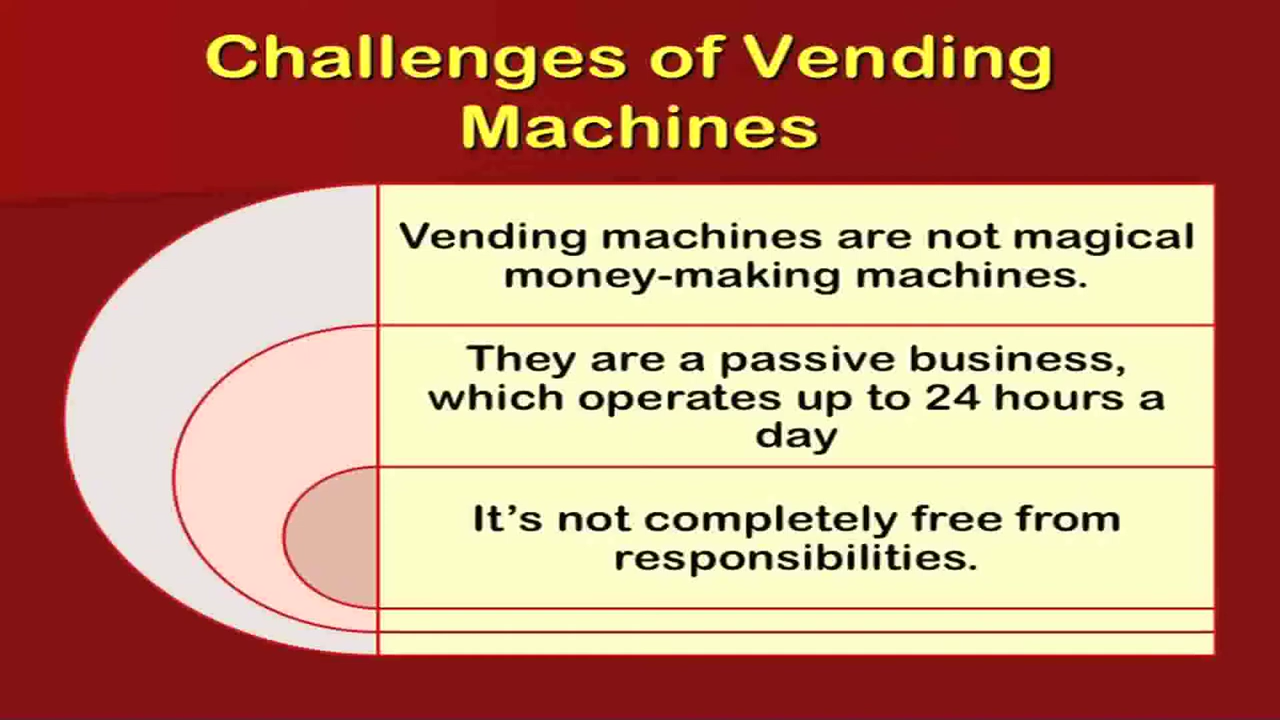 Challenges of Vending
Machines
Vending machines are not magical
money-making machines.
They are a passive business,
which operates up to 24 hours a
day
It’s not completely free from
responsibilities.